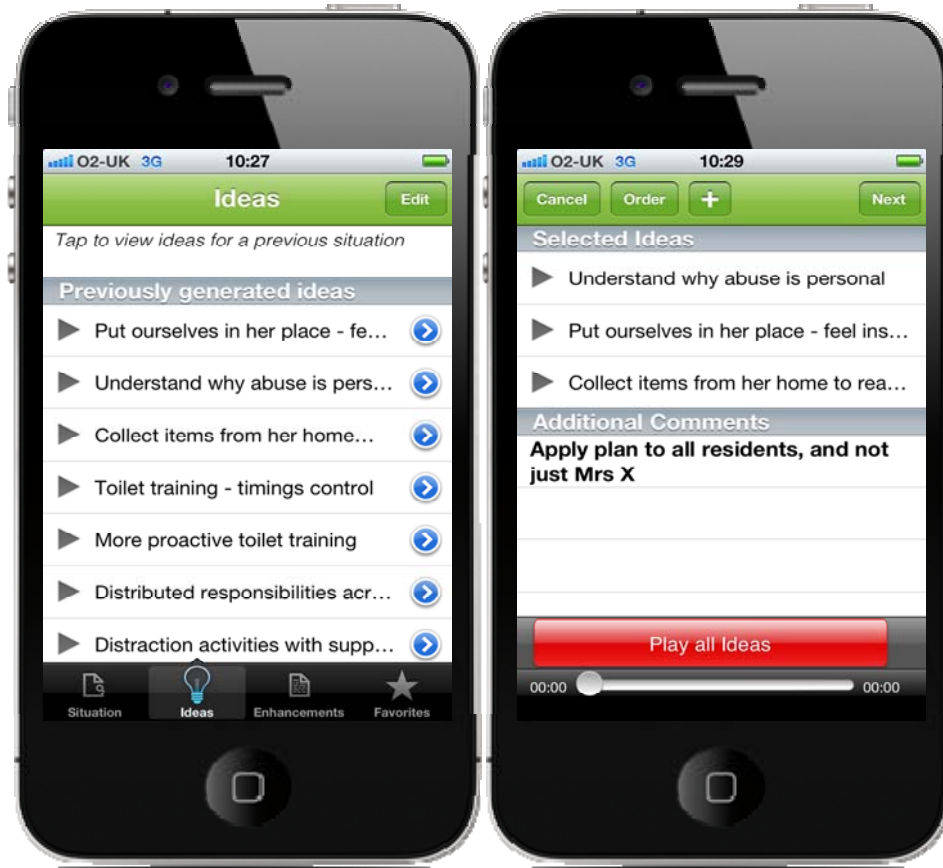 O2-UK 3G 10:27
Ideas Edit
Tap to view ideas for a previous situation
Previously generated ideas
Put ourselves in her place - fe...
Understand why abuse is pers...
Collect items from her home...
Toilet training - timings control
More proactive toilet training
Distributed responsibilities acr...
Distraction activities with supp...
Situation Ideas Enhancements Favorites
O2-UK 3G 10:29
Cancel Order + Next
Selected Ideas
Understand why abuse is personal
Put ourselves in her place - feel ins...
Collect items from her home to rea...
Additional Comments
Apply plan to all residents, and not
just Mrs X
Play all Ideas
00:00 00:00